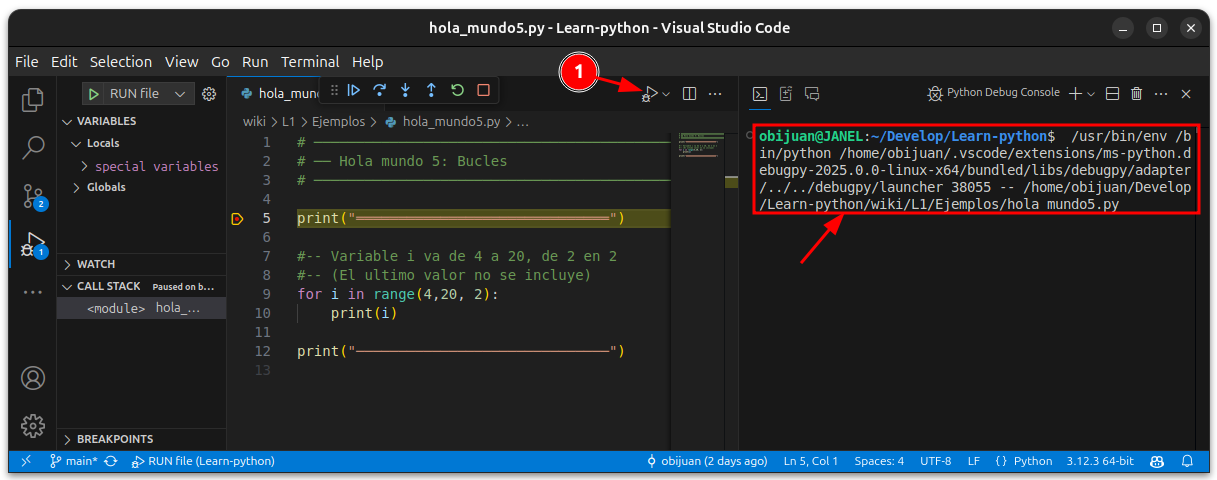 hola_mundo5.py - Learn-python - Visual Studio Code
File Edit Selection View Go Run Terminal Help
1
RUN file
hola_mun
Python Debug Console
VARIABLES
Locals
special variables
Globals
WATCH
CALL STACK Paused on b...
<module> hola_...
BREAKPOINTS
2
1
wiki > L1 > Ejemplos > hola_mundo5.py > ...
1 # ────────────────────
2 # ── Hola mundo 5: Bucles
3 # ────────────────────
4
5 print("══════════════════════════════")
6
7 #-- Variable i va de 4 a 20, de 2 en 2
8 #-- (El ultimo valor no se incluye)
9 for i in range(4,20, 2):
10 print(i)
11
12 print("──────────────────────────────")
13
obijuan@JANEL:~/Develop/Learn-python$ /usr/bin/env /b
in/python /home/obijuan/.vscode/extensions/ms-python.d
ebugpy-2025.0.0-linux-x64/bundled/libs/debugpy/adapter
/../../debugpy/launcher 38055 -- /home/obijuan/Develop
/Learn-python/wiki/L1/Ejemplos/hola_mundo5.py
main* RUN file (Learn-python) obijuan (2 days ago) Ln 5, Col 1 Spaces: 4 UTF-8 LF {} Python 3.12.3 64-bit